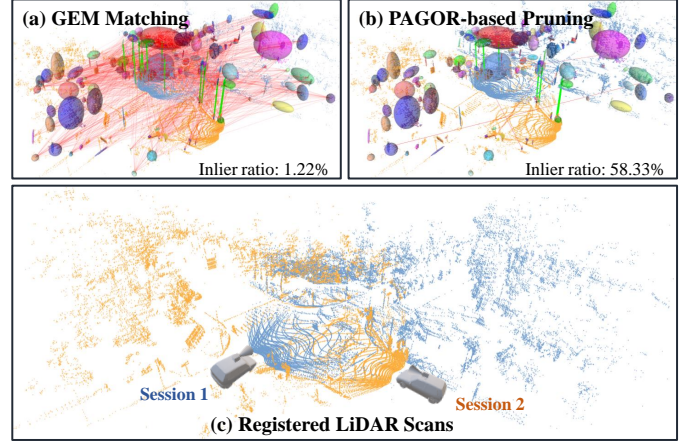 (a) GEM Matching
Inlier ratio: 1.22%
(b) PAGOR-based Pruning
Inlier ratio: 58.33%
Session 1
Session 2
(c) Registered LiDAR Scans